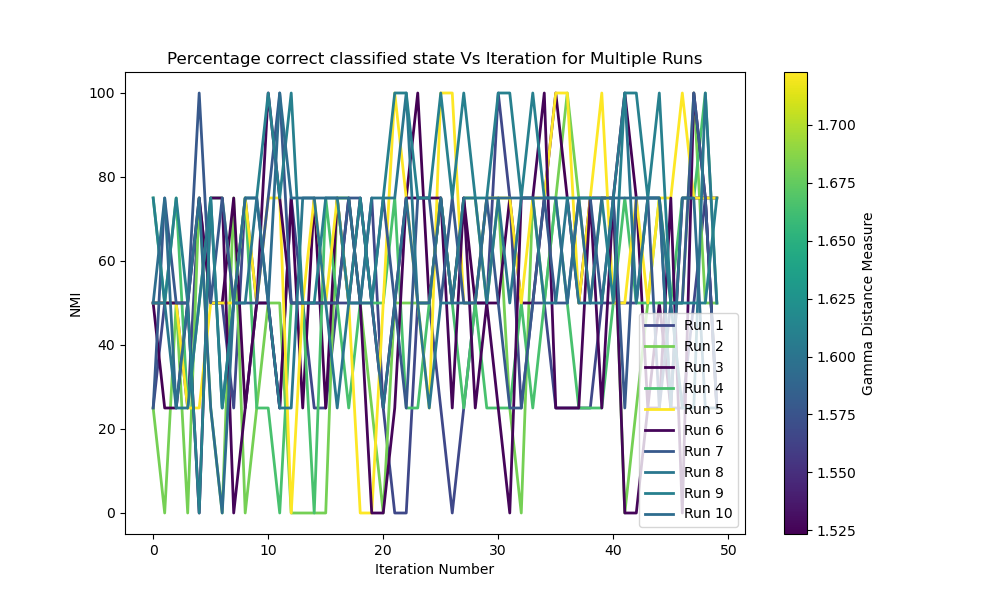 Percentage correct classified state Vs Iteration for Multiple Runs
100
80
60
40
20
0
NMI
0
10
20
30
40
50
Iteration Number
Run 1
Run 2
Run 3
Run 4
Run 5
Run 6
Run 7
Run 8
Run 9
Run 10
1.700
1.675
1.650
1.625
1.600
1.575
1.550
1.525
Gamma Distance Measure